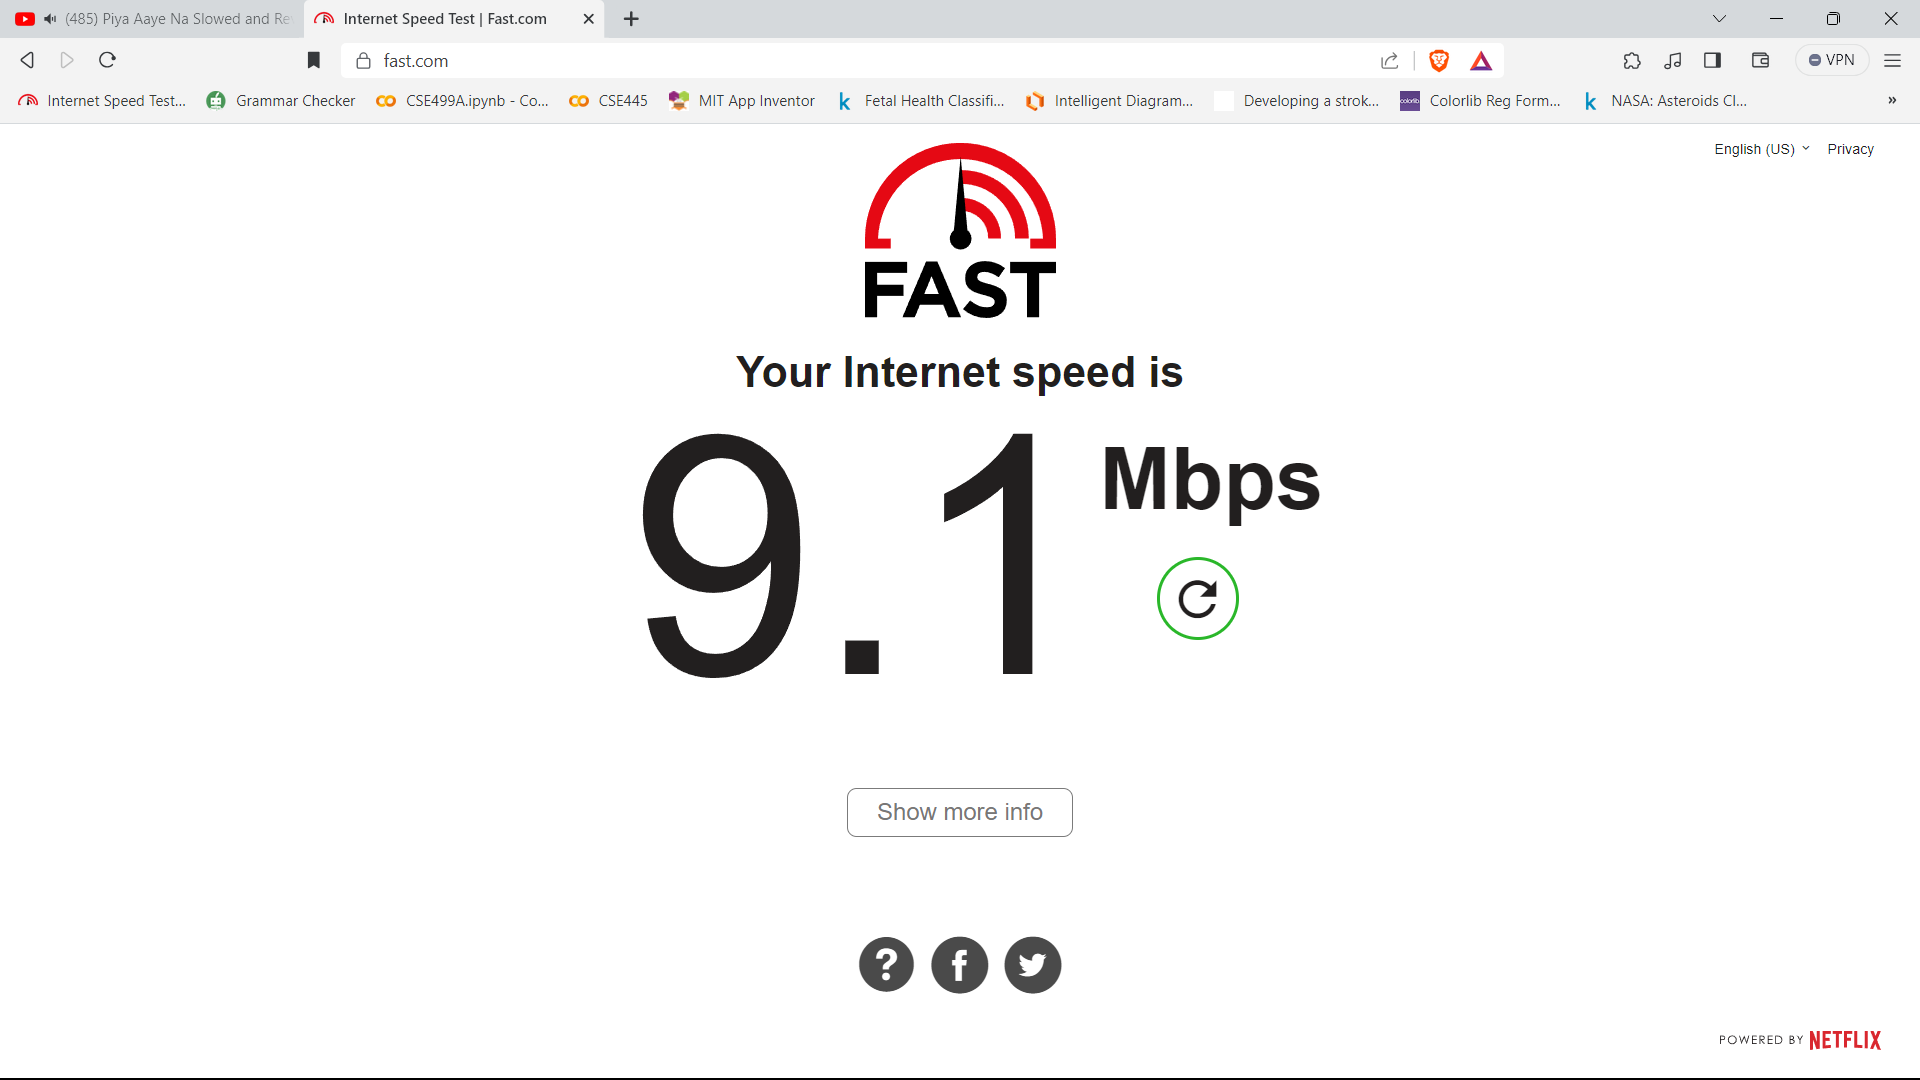 (485) Piya Aaye Na Slowed and Re
Internet Speed Test | Fast.com
fast.com
VPN
Internet Speed Test...
Grammar Checker
CSE499A.ipynb - Co...
CSE445
MIT App Inventor
Fetal Health Classifi...
Intelligent Diagram...
Developing a strok...
colorlib
Colorlib Reg Form...
NASA: Asteroids Cl...
»
English (US)
Privacy
FAST
Your Internet speed is
9.1 Mbps
Show more info
POWERED BY NETFLIX